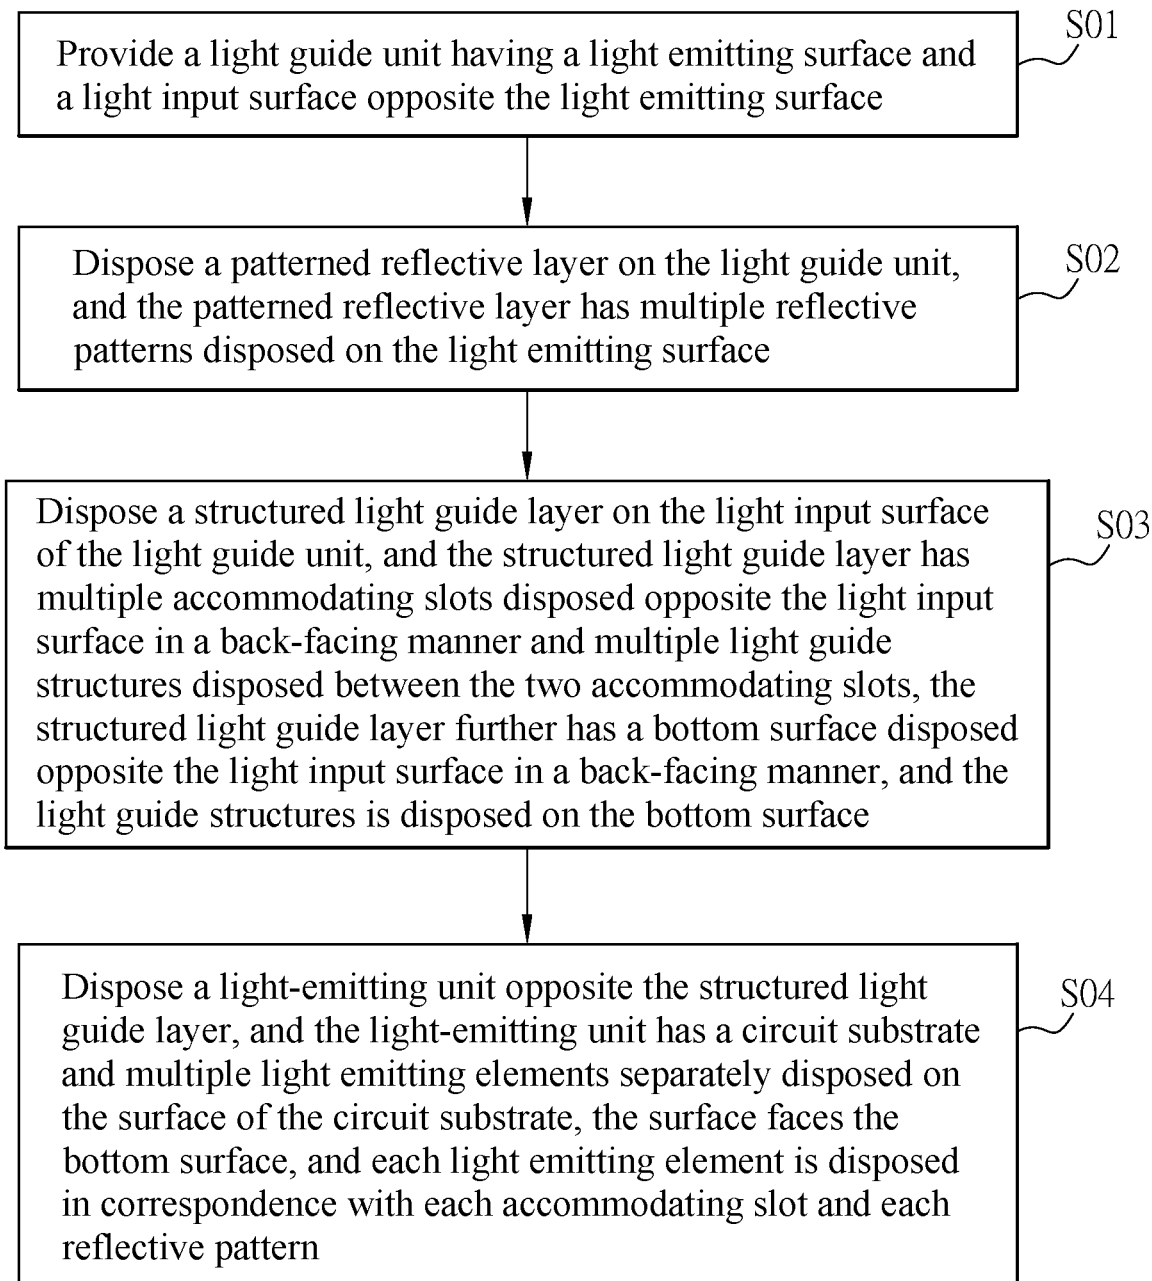 Provide a light guide unit having a light emitting surface and
a light input surface opposite the light emitting surface
S01
Dispose a patterned reflective layer on the light guide unit,
and the patterned reflective layer has multiple reflective
patterns disposed on the light emitting surface
S02
Dispose a structured light guide layer on the light input surface
of the light guide unit, and the structured light guide layer has
multiple accommodating slots disposed opposite the light input
surface in a back-facing manner and multiple light guide
structures disposed between the two accommodating slots, the
structured light guide layer further has a bottom surface disposed
opposite the light input surface in a back-facing manner, and the
light guide structures is disposed on the bottom surface
S03
Dispose a light-emitting unit opposite the structured light
guide layer, and the light-emitting unit has a circuit substrate
and multiple light emitting elements separately disposed on
the surface of the circuit substrate, the surface faces the
bottom surface, and each light emitting element is disposed
in correspondence with each accommodating slot and each
reflective pattern
S04